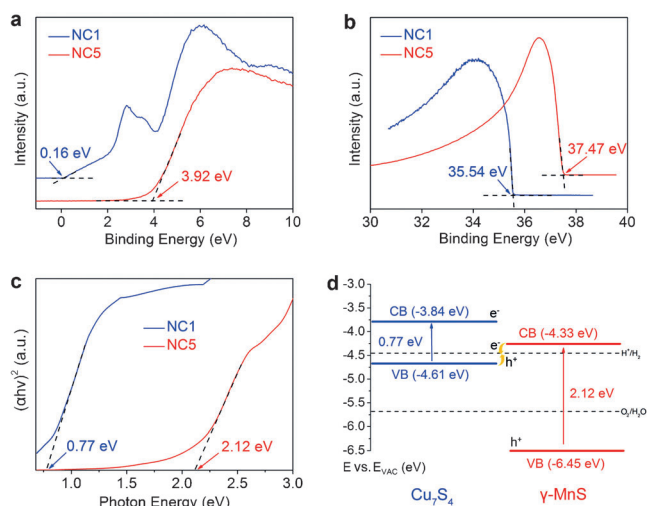 a
NC1
NC5
0.16 eV
3.92 eV
Intensity (a.u.)
0 2 4 6 8 10
Binding Energy (eV)
b
NC1
NC5
37.47 eV
35.54 eV
Intensity (a.u.)
30 32 34 36 38 40
Binding Energy (eV)
c
NC1
NC5
0.77 eV
2.12 eV
(αhν)² (a.u.)
1.0 1.5 2.0 2.5 3.0
Photon Energy (eV)
d
-3.0
-3.5
-4.0
-4.5
-5.0
-5.5
-6.0
-6.5
CB (-3.84 eV) e⁻
0.77 eV
e⁻ CB (-4.33 eV)
H⁺/H₂
h⁺
VB (-4.61 eV)
2.12 eV
O₂/H₂O
h⁺
VB (-6.45 eV)
E vs. E_VAC (eV)
Cu₇S₄
γ-MnS